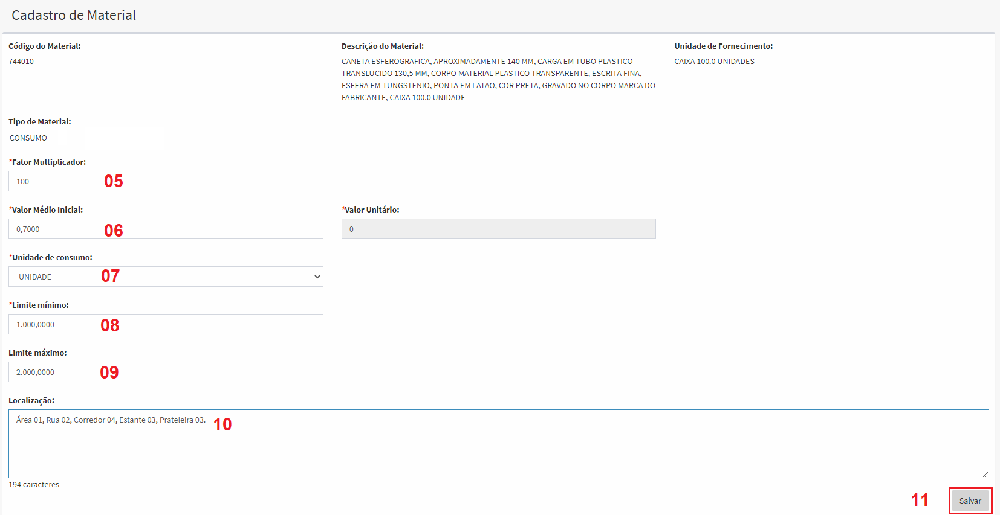 Cadastro de Material
Código do Material:
744010
Descrição do Material:
CANETA ESFEROGRAFICA, APROXIMADAMENTE 140 MM, CARGA EM TUBO PLASTICO
TRANSLUCIDO 130,5 MM, CORPO MATERIAL PLASTICO TRANSPARENTE, ESCRITA FINA,
ESFERA EM TUNGSTENIO, PONTA EM LATAO, COR PRETA, GRAVADO NO CORPO MARCA DO
FABRICANTE, CAIXA 100.0 UNIDADE
Unidade de Fornecimento:
CAIXA 100.0 UNIDADES
Tipo de Material:
CONSUMO
*Fator Multiplicador:
100 05
*Valor Médio Inicial:
0,7000 06
*Valor Unitário:
0
*Unidade de consumo:
UNIDADE 07
*Limite mínimo:
1.000,0000 08
Limite máximo:
2.000,0000 09
Localização:
Área 01, Rua 02, Corredor 04, Estante 03, Prateleira 03. 10
194 caracteres
11 Salvar